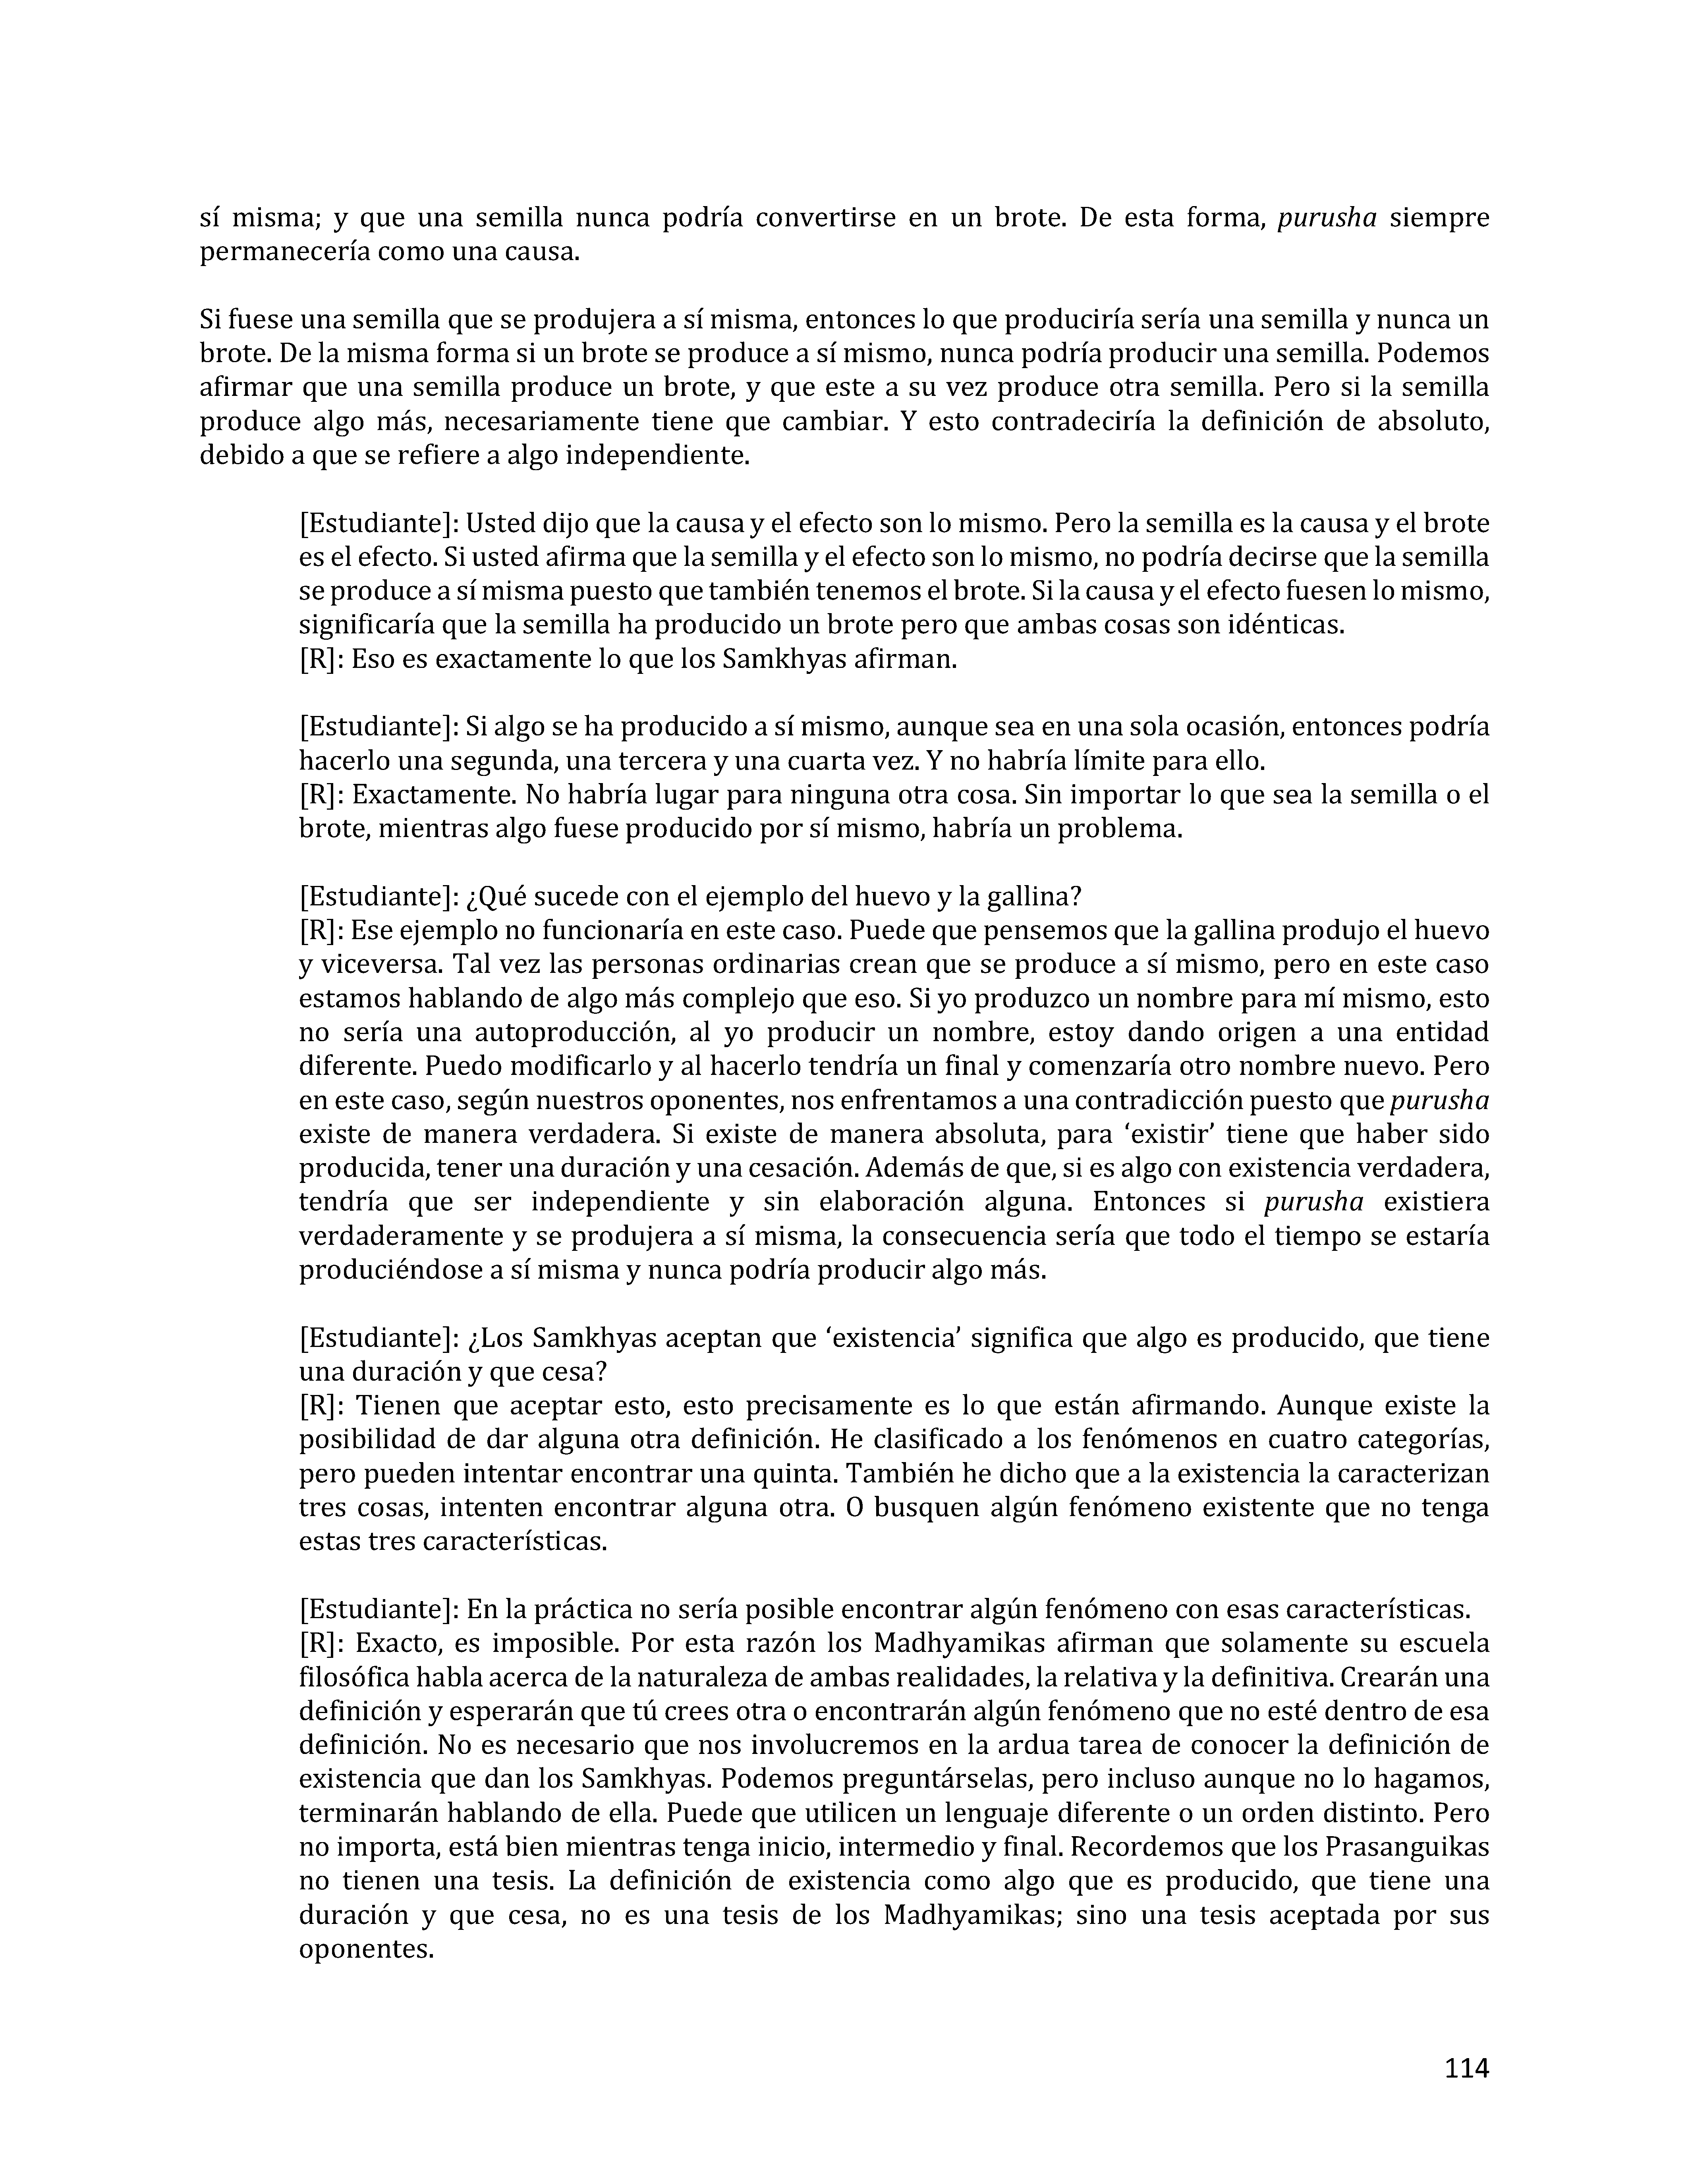 sí misma; y que una semilla nunca podría convertirse en un brote. De esta forma, purusha siempre
permanecería como una causa.
Si fuese una semilla que se produjera a sí misma, entonces lo que produciría sería una semilla y nunca un
brote. De la misma forma si un brote se produce a sí mismo, nunca podría producir una semilla. Podemos
afirmar que una semilla produce un brote, y que este a su vez produce otra semilla. Pero si la semilla
produce algo más, necesariamente tiene que cambiar. Y esto contradeciría la definición de absoluto,
debido a que se refiere a algo independiente.
[Estudiante]: Usted dijo que la causa y el efecto son lo mismo. Pero la semilla es la causa y el brote
es el efecto. Si usted afirma que la semilla y el efecto son lo mismo, no podría decirse que la semilla
se produce a sí misma puesto que también tenemos el brote. Si la causa y el efecto fuesen lo mismo,
significaría que la semilla ha producido un brote pero que ambas cosas son idénticas.
[R]: Eso es exactamente lo que los Samkhyas afirman.
[Estudiante]: Si algo se ha producido a sí mismo, aunque sea en una sola ocasión, entonces podría
hacerlo una segunda, una tercera y una cuarta vez. Y no habría límite para ello.
[R]: Exactamente. No habría lugar para ninguna otra cosa. Sin importar lo que sea la semilla o el
brote, mientras algo fuese producido por sí mismo, habría un problema.
[Estudiante]: ¿Qué sucede con el ejemplo del huevo y la gallina?
[R]: Ese ejemplo no funcionaría en este caso. Puede que pensemos que la gallina produjo el huevo
y viceversa. Tal vez las personas ordinarias crean que se produce a sí mismo, pero en este caso
estamos hablando de algo más complejo que eso. Si yo produzco un nombre para mí mismo, esto
no sería una autoproducción, al yo producir un nombre, estoy dando origen a una entidad
diferente. Puedo modificarlo y al hacerlo tendría un final y comenzaría otro nombre nuevo. Pero
en este caso, según nuestros oponentes, nos enfrentamos a una contradicción puesto que purusha
existe de manera verdadera. Si existe de manera absoluta, para ‘existir’ tiene que haber sido
producida, tener una duración y una cesación. Además de que, si es algo con existencia verdadera,
tendría que ser independiente y sin elaboración alguna. Entonces si purusha existiera
verdaderamente y se produjera a sí misma, la consecuencia sería que todo el tiempo se estaría
produciéndose a sí misma y nunca podría producir algo más.
[Estudiante]: ¿Los Samkhyas aceptan que ‘existencia’ significa que algo es producido, que tiene
una duración y que cesa?
[R]: Tienen que aceptar esto, esto precisamente es lo que están afirmando. Aunque existe la
posibilidad de dar alguna otra definición. He clasificado a los fenómenos en cuatro categorías,
pero pueden intentar encontrar una quinta. También he dicho que a la existencia la caracterizan
tres cosas, intenten encontrar alguna otra. O busquen algún fenómeno existente que no tenga
estas tres características.
[Estudiante]: En la práctica no sería posible encontrar algún fenómeno con esas características.
[R]: Exacto, es imposible. Por esta razón los Madhyamikas afirman que solamente su escuela
filosófica habla acerca de la naturaleza de ambas realidades, la relativa y la definitiva. Crearán una
definición y esperarán que tú crees otra o encontrarán algún fenómeno que no esté dentro de esa
definición. No es necesario que nos involucremos en la ardua tarea de conocer la definición de
existencia que dan los Samkhyas. Podemos preguntárselas, pero incluso aunque no lo hagamos,
terminarán hablando de ella. Puede que utilicen un lenguaje diferente o un orden distinto. Pero
no importa, está bien mientras tenga inicio, intermedio y final. Recordemos que los Prasanguikas
no tienen una tesis. La definición de existencia como algo que es producido, que tiene una
duración y que cesa, no es una tesis de los Madhyamikas; sino una tesis aceptada por sus
oponentes.
114